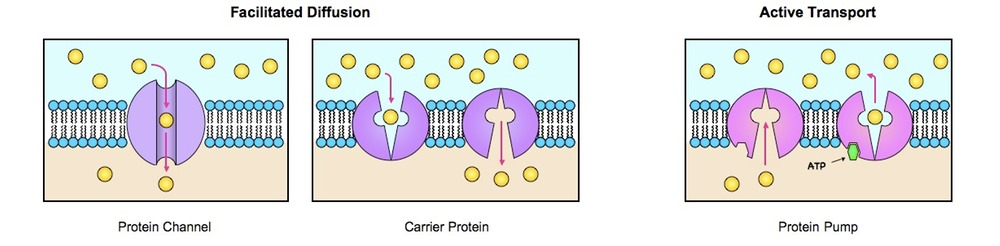 Facilitated Diffusion
Active Transport
ATP
Protein Channel
Carrier Protein
Protein Pump